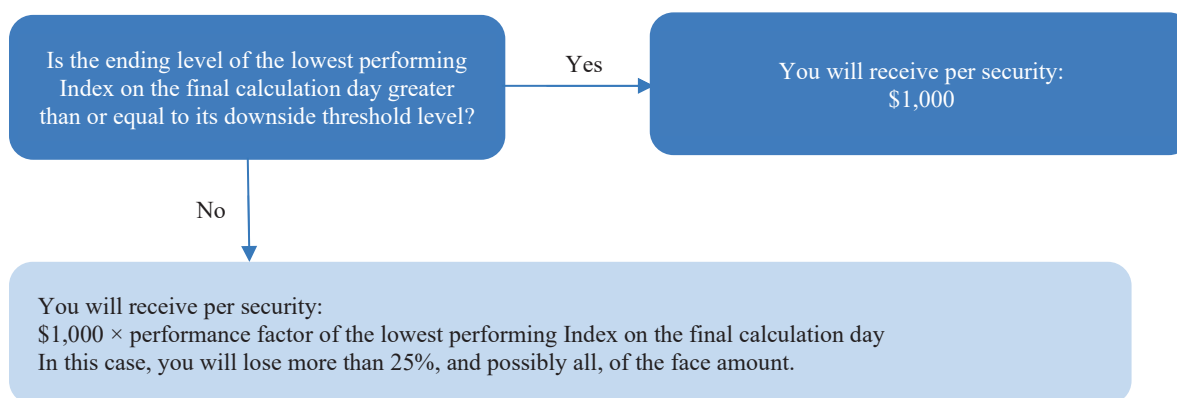 Is the ending level of the lowest performing
Index on the final calculation day greater
than or equal to its downside threshold level?
Yes
You will receive per security:
$1,000
No
You will receive per security:
$1,000 × performance factor of the lowest performing Index on the final calculation day
In this case, you will lose more than 25%, and possibly all, of the face amount.